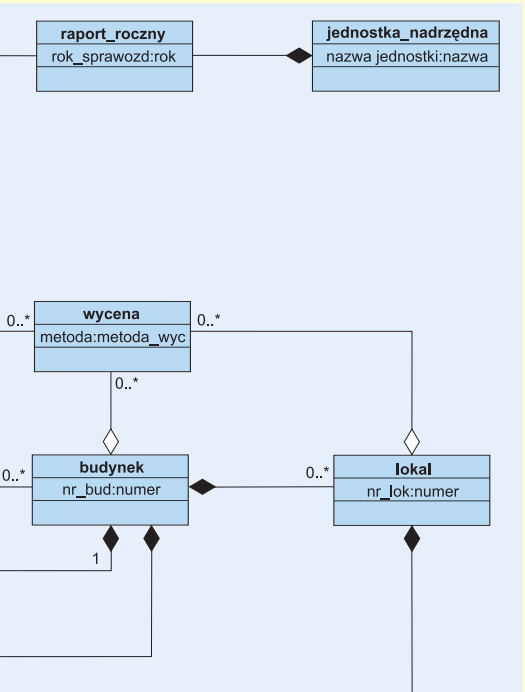 raport_roczny
rok_sprawozd:rok
jednostka_nadrzędna
nazwa jednostki:nazwa
0..*
wycena
metoda:metoda_wyc
0..*
0..*
0..*
budynek
nr_bud:numer
0..*
lokal
nr_lok:numer
1